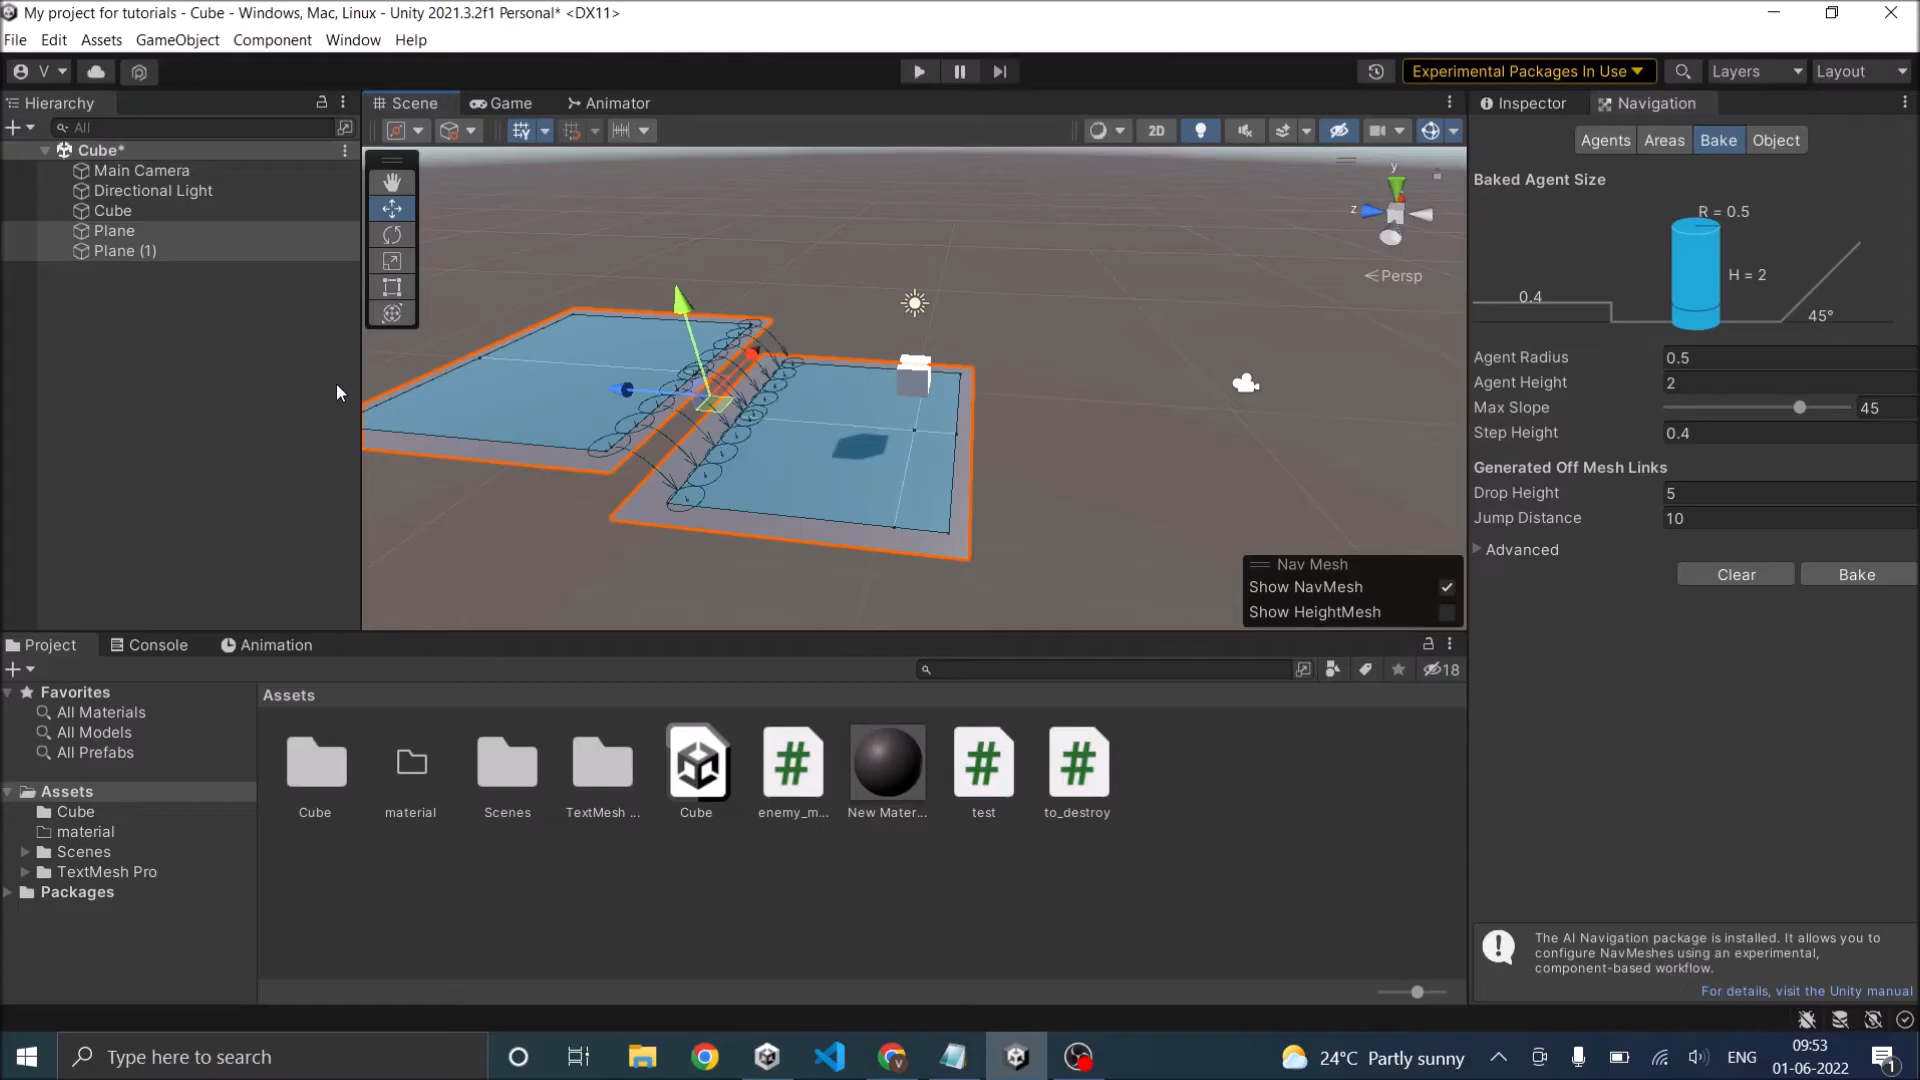 My project for tutorials - Cube - Windows, Mac, Linux - Unity 2021.3.2f1 Personal* <DX11>
File Edit Assets GameObject Component Window Help
V
Experimental Packages In Use Layers Layout
Hierarchy
All
Cube*
Main Camera
Directional Light
Cube
Plane
Plane (1)
Scene Game Animator
2D
y
z
Persp
Nav Mesh
Show NavMesh
Show HeightMesh
Inspector Navigation
Agents Areas Bake Object
Baked Agent Size
R = 0.5
H = 2
0.4
45°
Agent Radius 0.5
Agent Height 2
Max Slope 45
Step Height 0.4
Generated Off Mesh Links
Drop Height 5
Jump Distance 10
Advanced
Clear Bake
Project Console Animation
18
Favorites
All Materials
All Models
All Prefabs
Assets
Cube
material
Scenes
TextMesh Pro
Packages
Assets
Cube material Scenes TextMesh ... Cube enemy_m... New Mater... test to_destroy
The AI Navigation package is installed. It allows you to
configure NavMeshes using an experimental,
component-based workflow.
For details, visit the Unity manual
Type here to search
V
24°C Partly sunny
ENG
09:53
01-06-2022
1